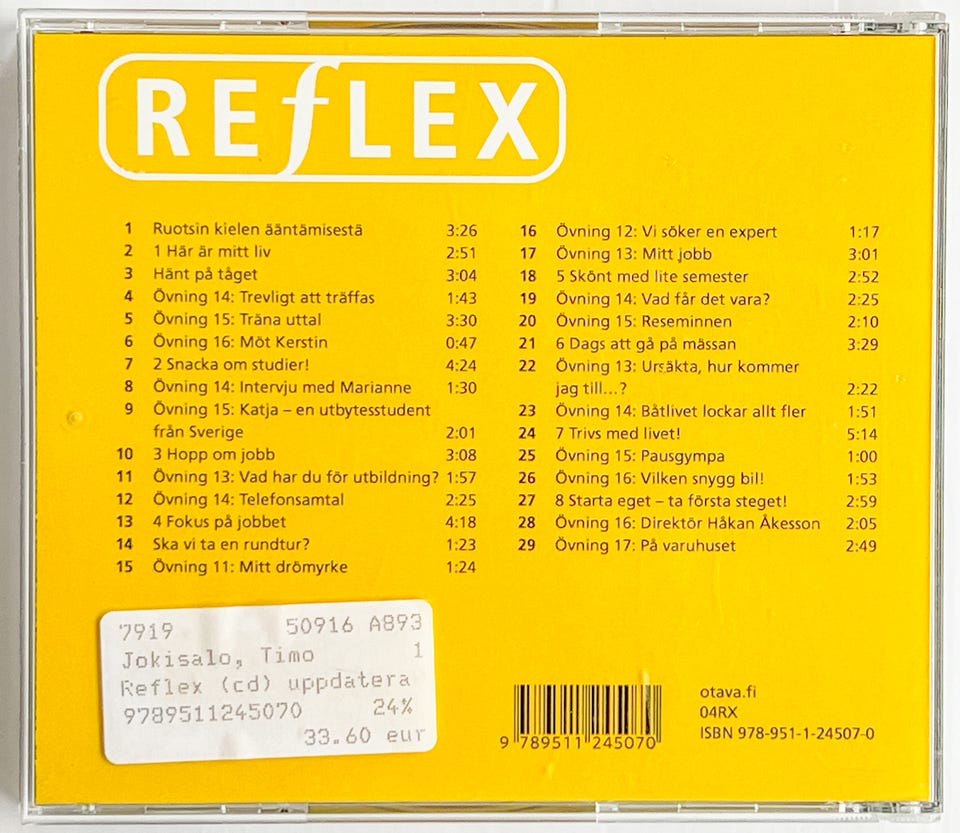 REfLEX
1 Ruotsin kielen ääntämisestä 3:26
2 1 Här är mitt liv 2:51
3 Hänt på tåget 3:04
4 Övning 14: Trevligt att träffas 1:43
5 Övning 15: Träna uttal 3:30
6 Övning 16: Möt Kerstin 0:47
7 2 Snacka om studier! 4:24
8 Övning 14: Intervju med Marianne 1:30
9 Övning 15: Katja – en utbytesstudent
från Sverige 2:01
10 3 Hopp om jobb 3:08
11 Övning 13: Vad har du för utbildning? 1:57
12 Övning 14: Telefonsamtal 2:25
13 4 Fokus på jobbet 4:18
14 Ska vi ta en rundtur? 1:23
15 Övning 11: Mitt drömyrke 1:24
16 Övning 12: Vi söker en expert 1:17
17 Övning 13: Mitt jobb 3:01
18 5 Skönt med lite semester 2:52
19 Övning 14: Vad får det vara? 2:25
20 Övning 15: Reseminnen 2:10
21 6 Dags att gå på mässan 3:29
22 Övning 13: Ursäkta, hur kommer
jag till...? 2:22
23 Övning 14: Båtlivet lockar allt fler 1:51
24 7 Trivs med livet! 5:14
25 Övning 15: Pausgympa 1:00
26 Övning 16: Vilken snygg bil! 1:53
27 8 Starta eget – ta första steget! 2:59
28 Övning 16: Direktör Håkan Åkesson 2:05
29 Övning 17: På varuhuset 2:49
7919 50916 A893
Jokisalo, Timo 1
Reflex (cd) uppdatera
9789511245070 24%
33.60 eur
9 789511 245070
otava.fi
04RX
ISBN 978-951-1-24507-0